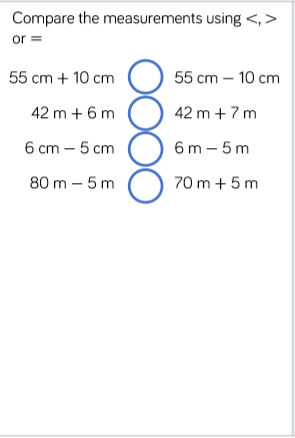 Compare the measurements using <, >
or =
55 cm + 10 cm 55 cm – 10 cm
42 m + 6 m 42 m + 7 m
6 cm – 5 cm 6 m – 5 m
80 m – 5 m 70 m + 5 m